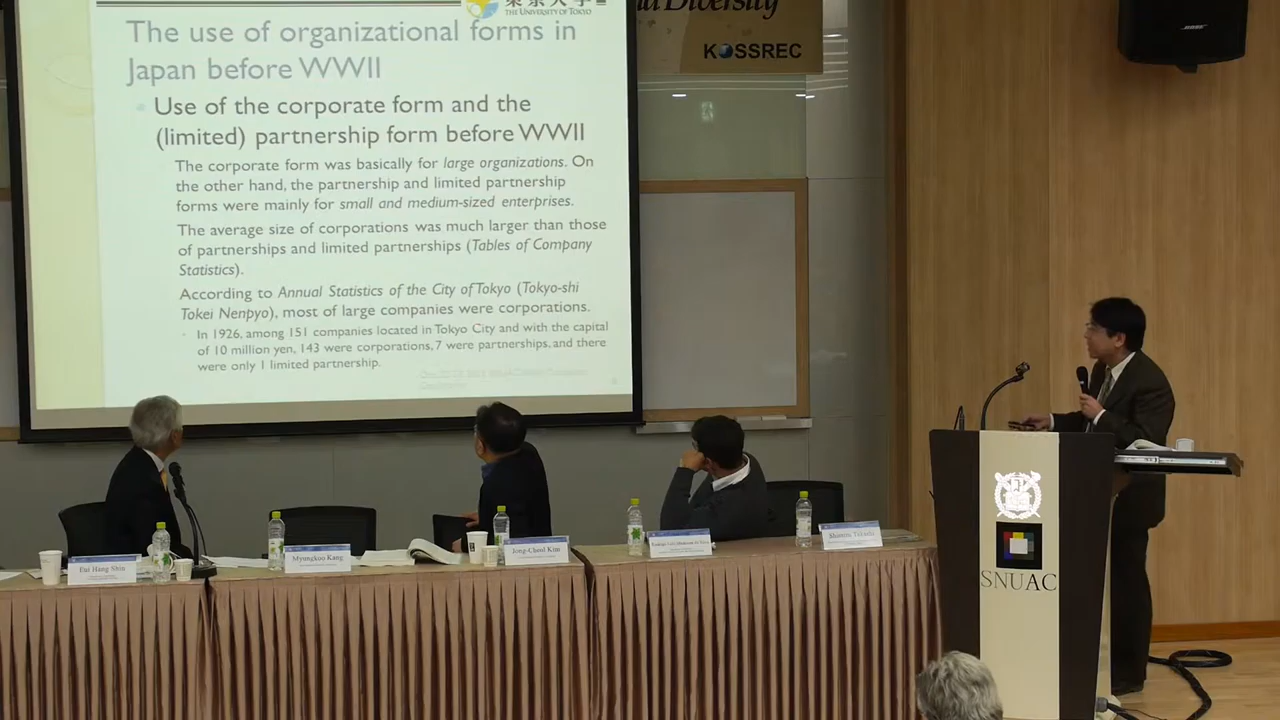 東京大学
THE UNIVERSITY OF TOKYO
The use of organizational forms in
Japan before WWII
Use of the corporate form and the
(limited) partnership form before WWII
The corporate form was basically for large organizations. On
the other hand, the partnership and limited partnership
forms were mainly for small and medium-sized enterprises.
The average size of corporations was much larger than those
of partnerships and limited partnerships (Tables of Company
Statistics).
According to Annual Statistics of the City of Tokyo (Tokyo-shi
Tokei Nenpyo), most of large companies were corporations.
In 1926, among 151 companies located in Tokyo City and with the capital
of 10 million yen, 143 were corporations, 7 were partnerships, and there
were only 1 limited partnership.
Diversity
KOSSREC
BOSE
Eui Hang Shin
Myungkoo Kang
Jong-Cheol Kim
SNUAC